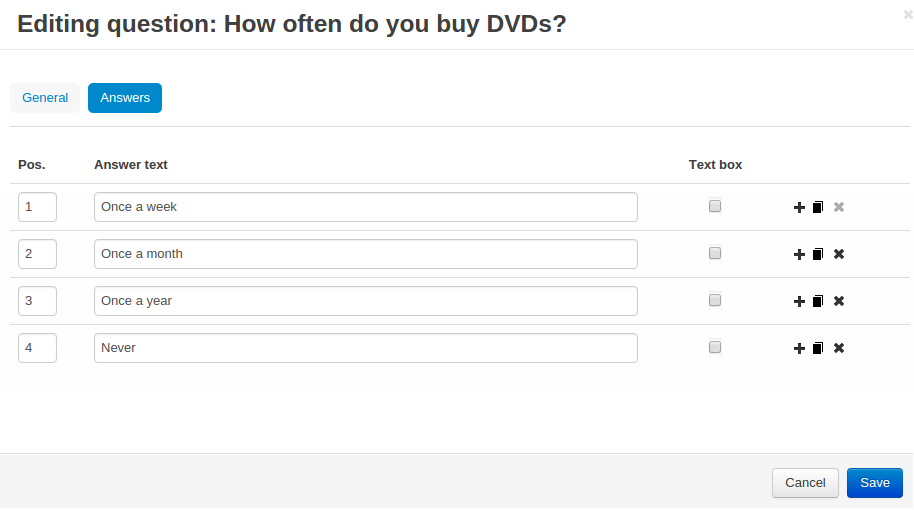 Editing question: How often do you buy DVDs?
General Answers
Pos. Answer text Text box
1 Once a week
2 Once a month
3 Once a year
4 Never
Cancel Save